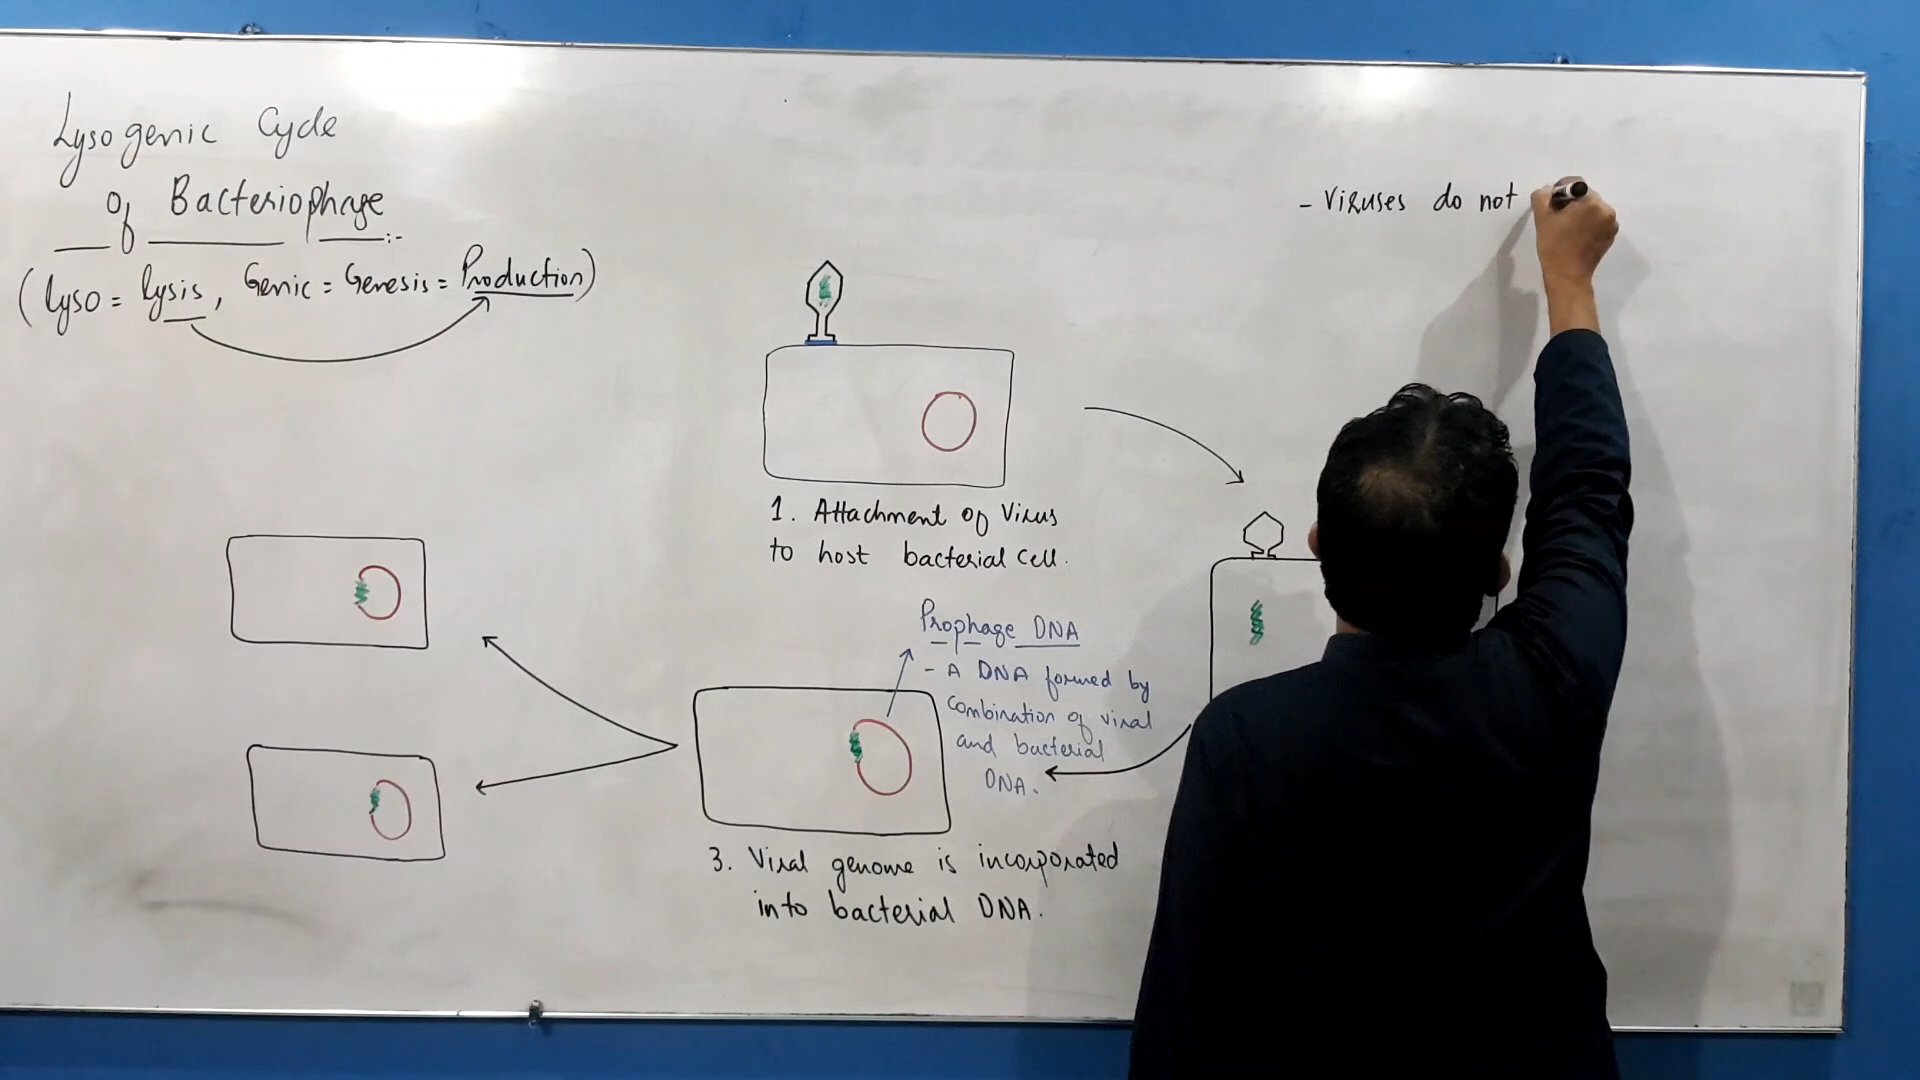 Lysogenic Cycle
of Bacteriophage :-
(Lyso = lysis, Genic = Genesis = Production)
- Viruses do not
1. Attachment of Virus
to host bacterial cell.
Prophage DNA
- A DNA formed by
combination of viral
and bacterial
DNA.
3. Viral genome is incorporated
into bacterial DNA.